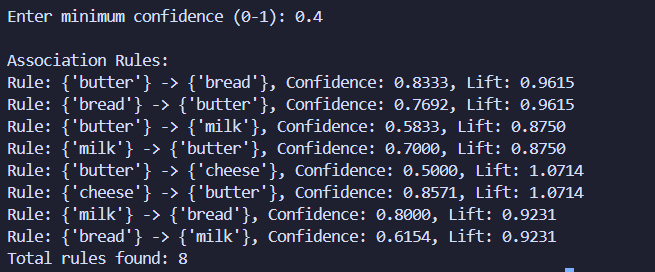 Enter minimum confidence (0-1): 0.4
Association Rules:
Rule: {'butter'} -> {'bread'}, Confidence: 0.8333, Lift: 0.9615
Rule: {'bread'} -> {'butter'}, Confidence: 0.7692, Lift: 0.9615
Rule: {'butter'} -> {'milk'}, Confidence: 0.5833, Lift: 0.8750
Rule: {'milk'} -> {'butter'}, Confidence: 0.7000, Lift: 0.8750
Rule: {'butter'} -> {'cheese'}, Confidence: 0.5000, Lift: 1.0714
Rule: {'cheese'} -> {'butter'}, Confidence: 0.8571, Lift: 1.0714
Rule: {'milk'} -> {'bread'}, Confidence: 0.8000, Lift: 0.9231
Rule: {'bread'} -> {'milk'}, Confidence: 0.6154, Lift: 0.9231
Total rules found: 8